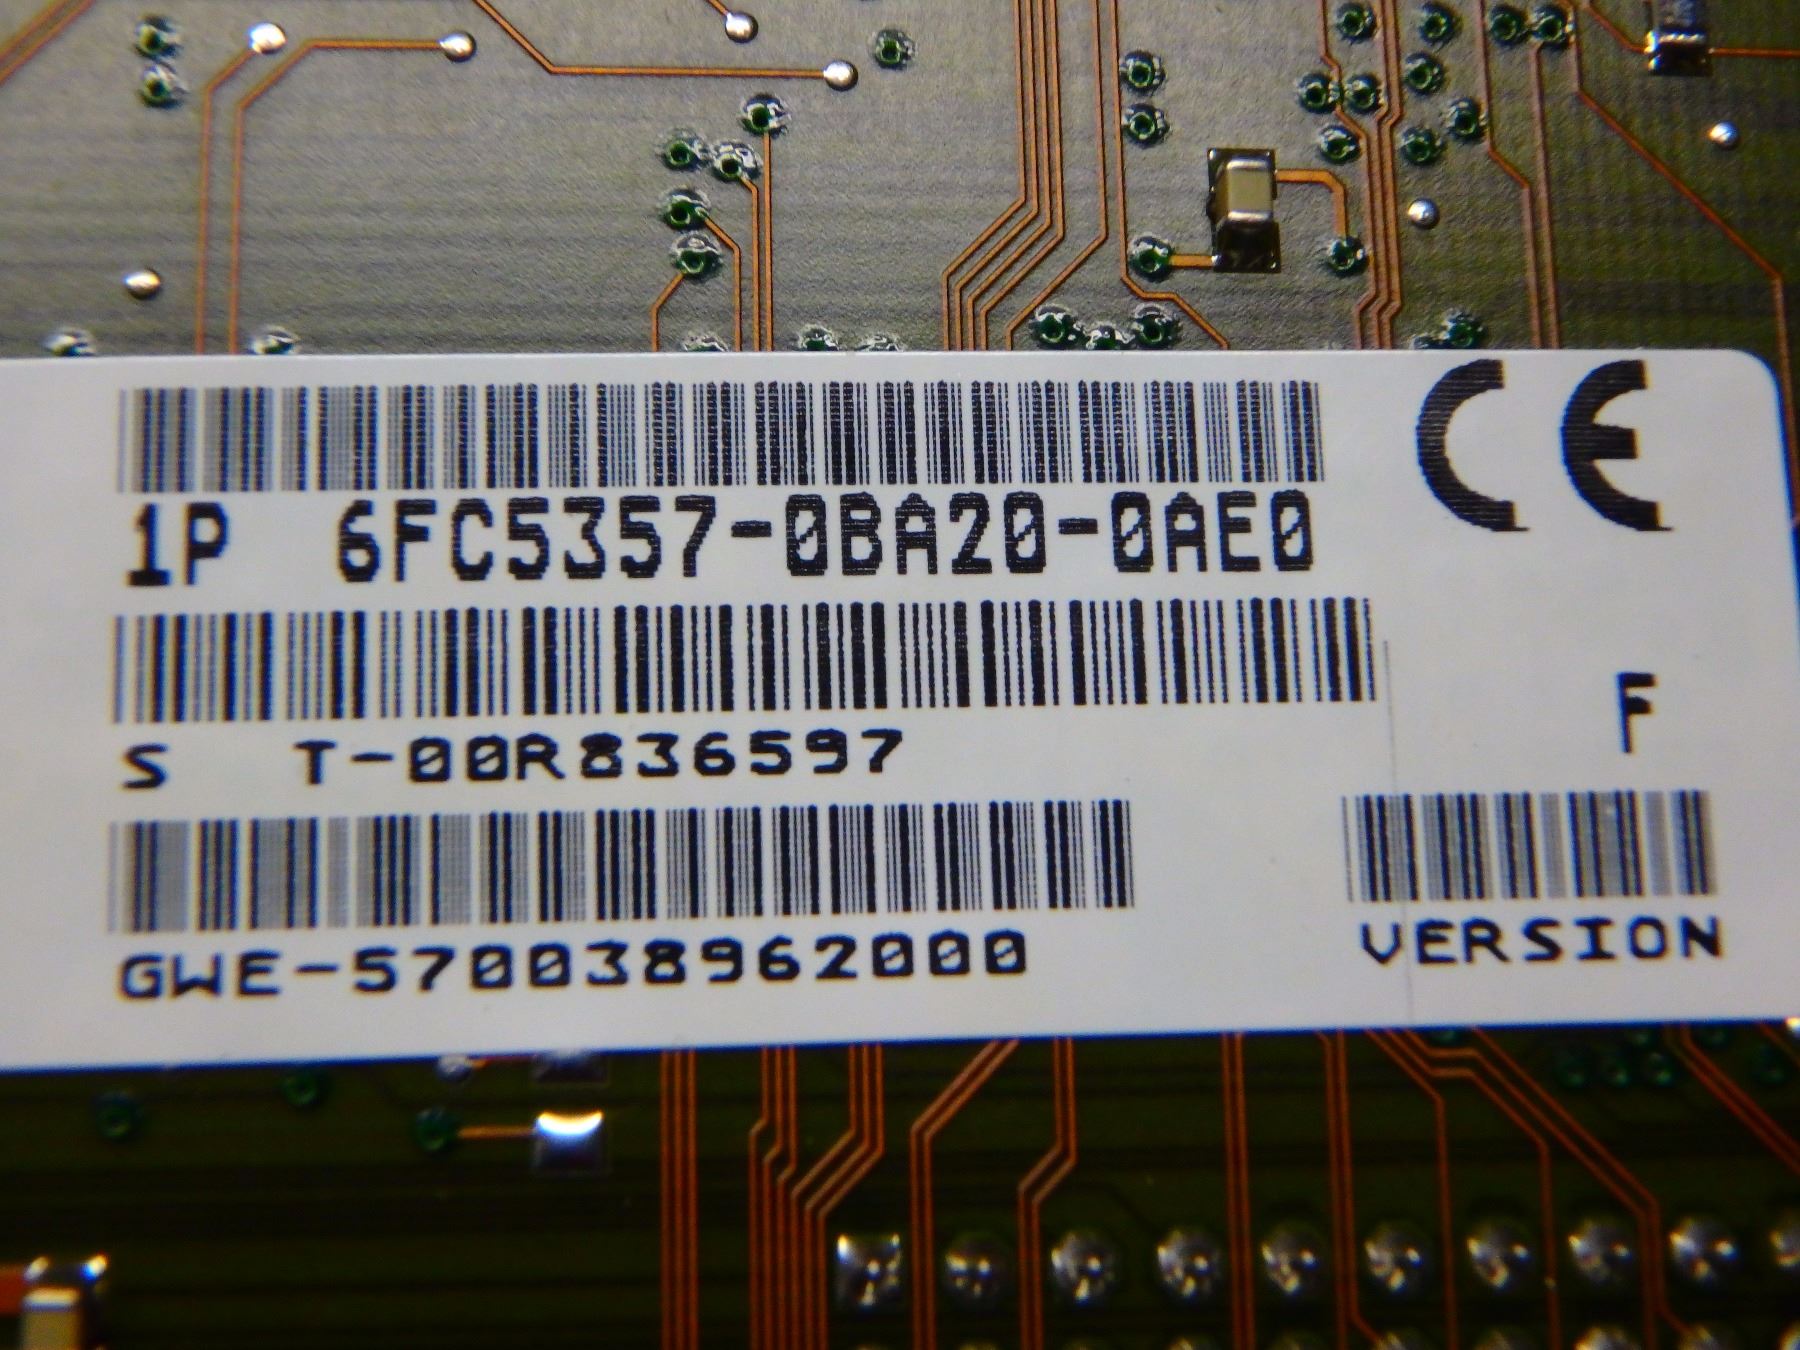 CE
1P 6FC5357-0BA20-0AE0
S T-00R836597
F
GWE-570038962000
VERSION